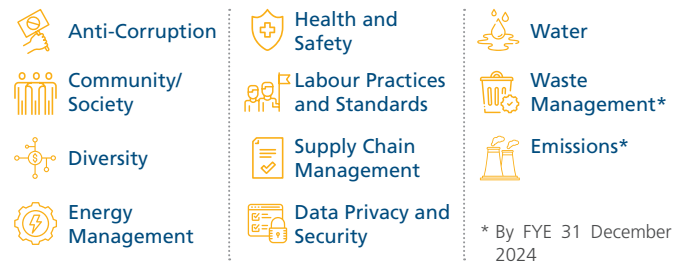 Anti-Corruption
Community/
Society
Diversity
Energy
Management
Health and
Safety
Labour Practices
and Standards
Supply Chain
Management
Data Privacy and
Security
Water
Waste
Management*
Emissions*
* By FYE 31 December
2024